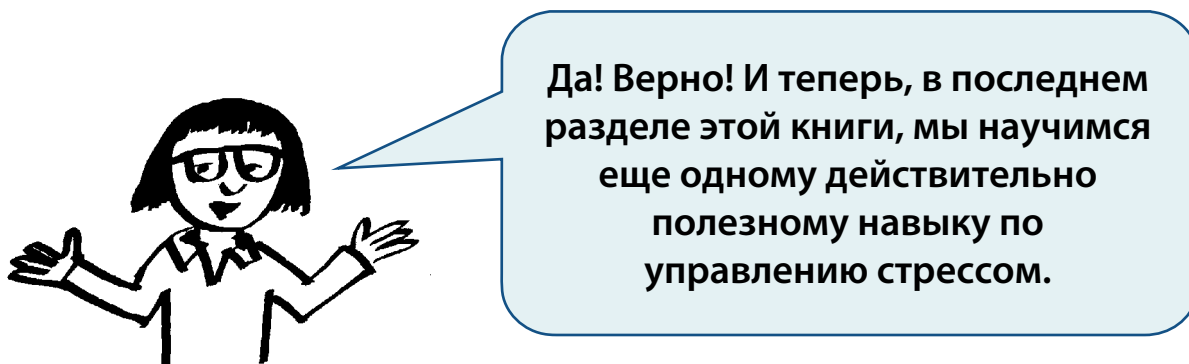 Да! Верно! И теперь, в последнем
разделе этой книги, мы научимся
еще одному действительно
полезному навыку по
управлению стрессом.